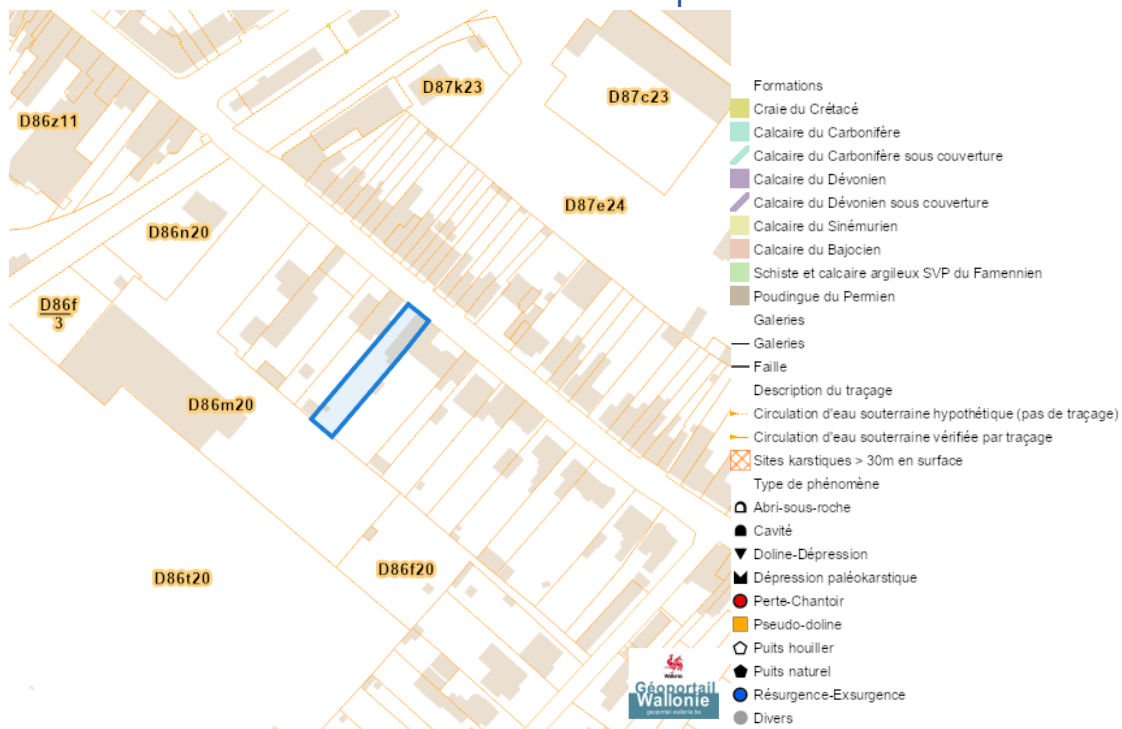 D87k23
D87c23
D86z11
D87e24
D86n20
D86f
3
D86m20
D86t20
D86f20
Wallonie
Géoportail
Wallonie
geoportail.wallonie.be
Formations
Craie du Crétacé
Calcaire du Carbonifère
Calcaire du Carbonifère sous couverture
Calcaire du Dévonien
Calcaire du Dévonien sous couverture
Calcaire du Sinémurien
Calcaire du Bajocien
Schiste et calcaire argileux SVP du Famennien
Poudingue du Permien
Galeries
Galeries
Faille
Description du traçage
Circulation d'eau souterraine hypothétique (pas de traçage)
Circulation d'eau souterraine vérifiée par traçage
Sites karstiques > 30m en surface
Type de phénomène
Abri-sous-roche
Cavité
Doline-Dépression
Dépression paléokarstique
Perte-Chantoir
Pseudo-doline
Puits houiller
Puits naturel
Résurgence-Exsurgence
Divers